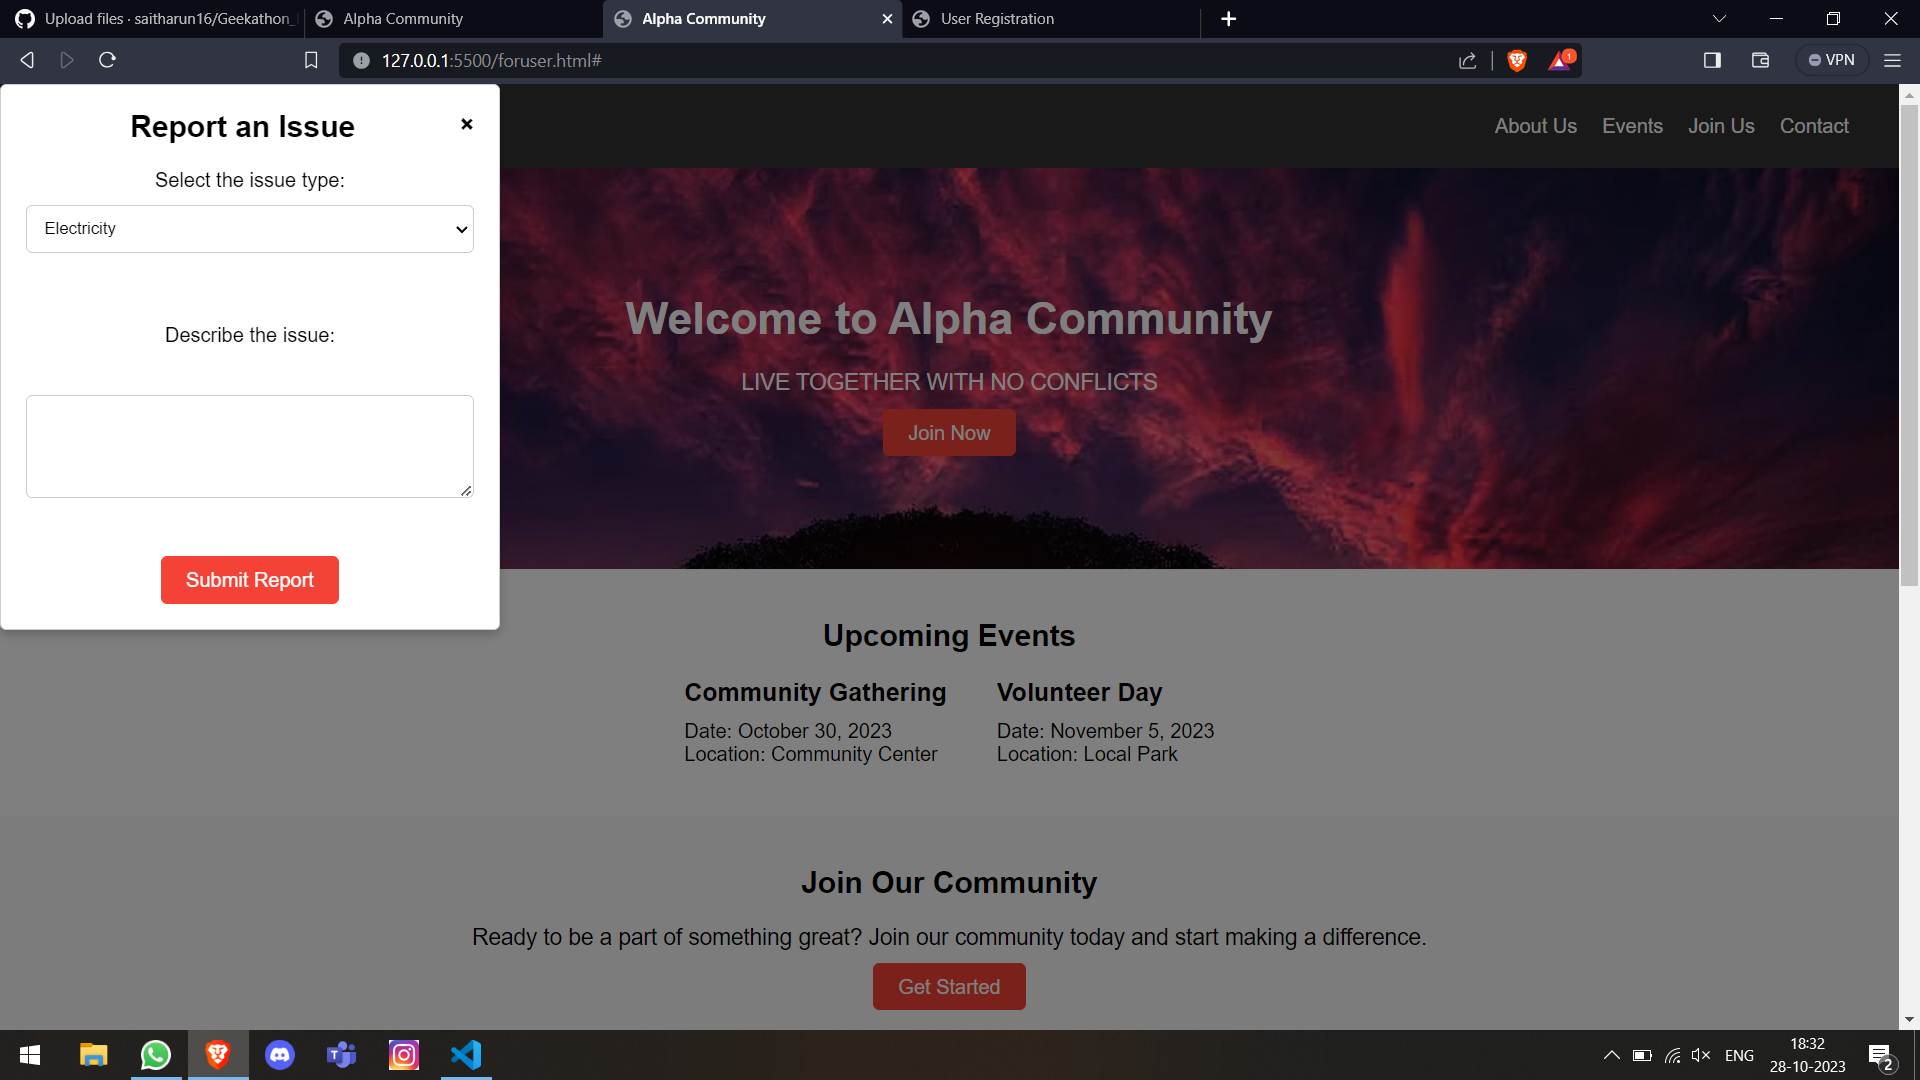 Upload files · saitharun16/Geekathon_
Alpha Community
Alpha Community
User Registration
127.0.0.1:5500/foruser.html#
1
VPN
Report an Issue
×
About Us
Events
Join Us
Contact
Select the issue type:
Electricity
Describe the issue:
Submit Report
Welcome to Alpha Community
LIVE TOGETHER WITH NO CONFLICTS
Join Now
Upcoming Events
Community Gathering
Date: October 30, 2023
Location: Community Center
Volunteer Day
Date: November 5, 2023
Location: Local Park
Join Our Community
Ready to be a part of something great? Join our community today and start making a difference.
Get Started
ENG
18:32
28-10-2023
2